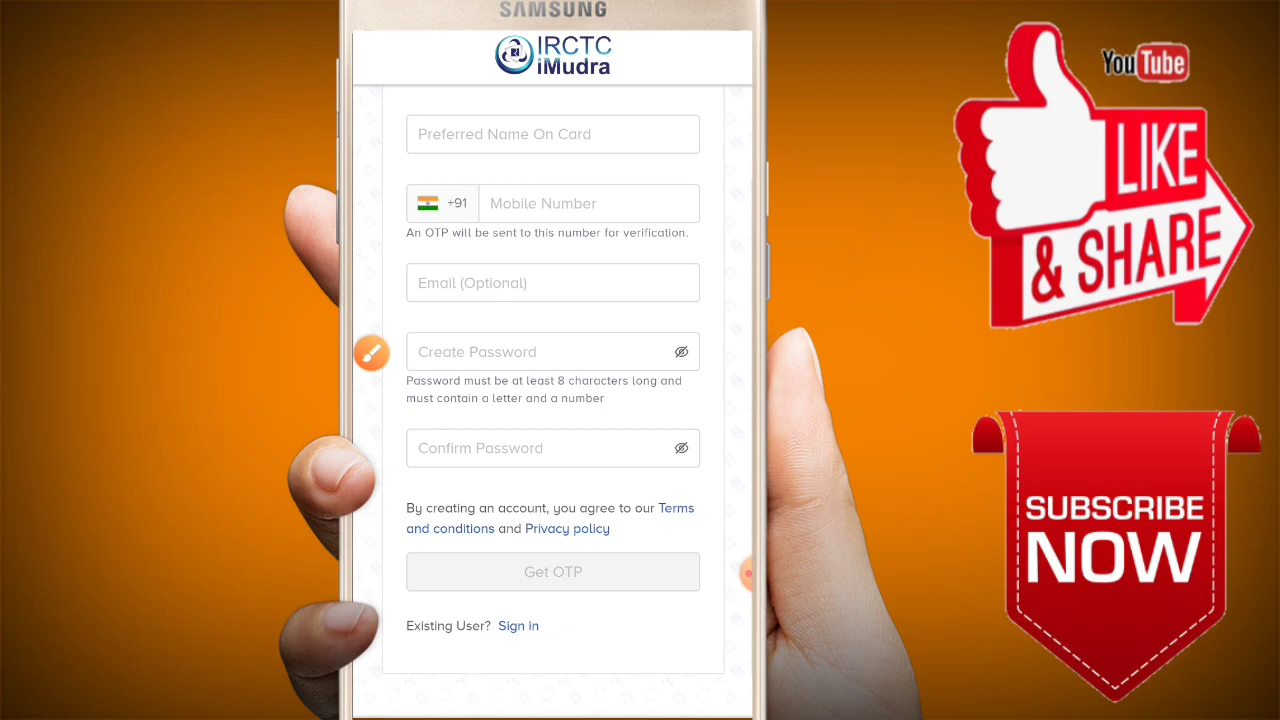 SAMSUNG
IRCTC
iMudra
Preferred Name On Card
+91 Mobile Number
An OTP will be sent to this number for verification.
Email (Optional)
Create Password
Password must be at least 8 characters long and
must contain a letter and a number
Confirm Password
By creating an account, you agree to our Terms
and conditions and Privacy policy
Get OTP
Existing User? Sign in
YouTube
LIKE
& SHARE
SUBSCRIBE
NOW